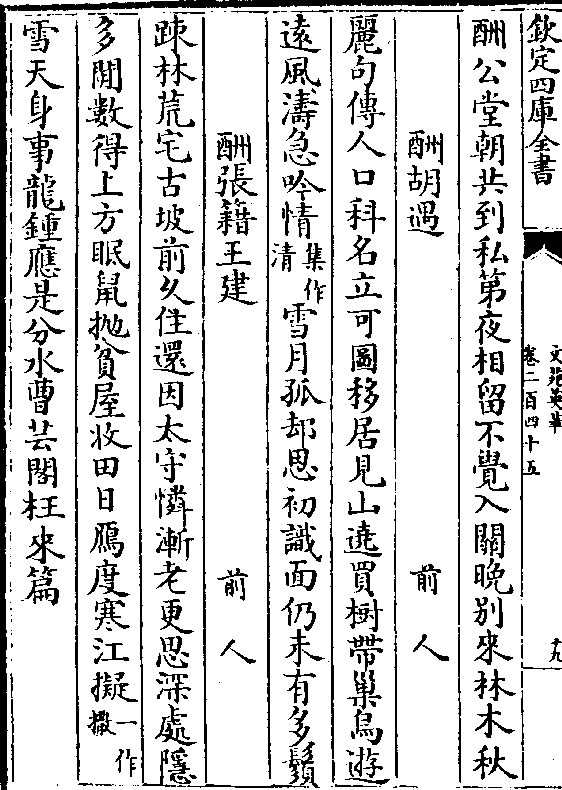 欽定四庫全書
文苑英華
卷二百四十五
十九
酬公堂朝共到私第夜相留不覺入關晚别來林木秋
酬胡遇
前人
麗句傳人口科名立可圖移居見山遶買樹帶巢烏遊
遠風濤急吟情集作清雪月孤却思初識面仍未有多鬚
酬張籍王建
前人
踈林荒宅古坡前久住還因太守憐漸老更思深處隱
多閒數得上方眠鼠抛貧屋收田日鴈度寒江擬一作撒
雪天身事龍鍾應是分水曹芸閣枉來篇